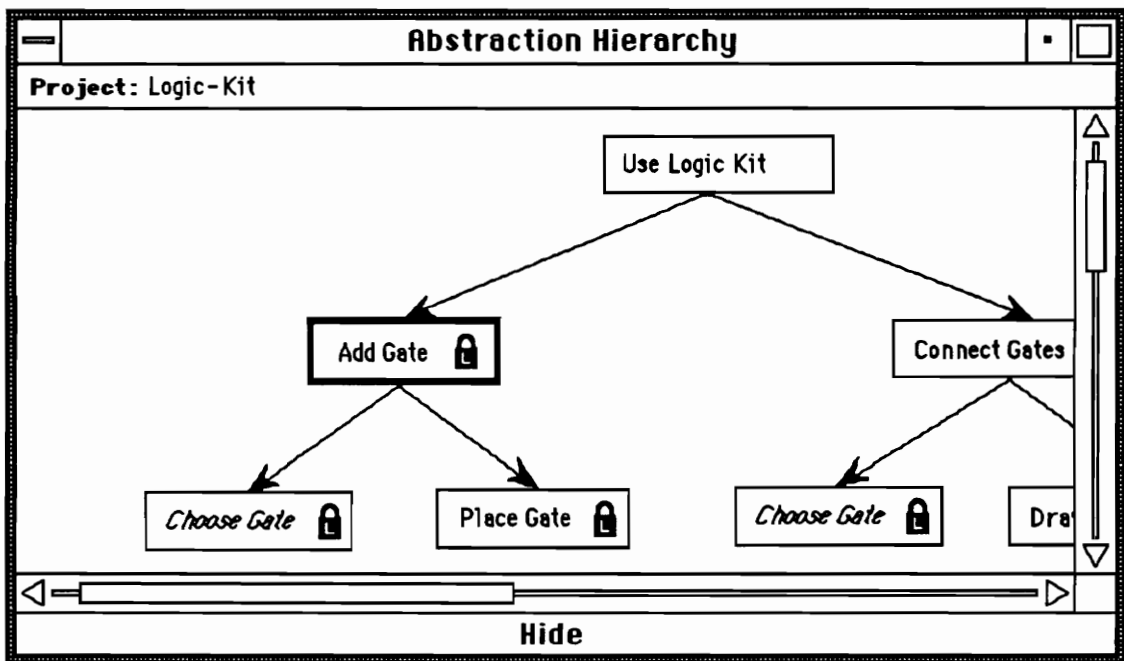 Abstraction Hierarchy
Project: Logic-Kit
Use Logic Kit
Add Gate L
Connect Gates
Choose Gate L
Place Gate L
Choose Gate L
Dra
Hide